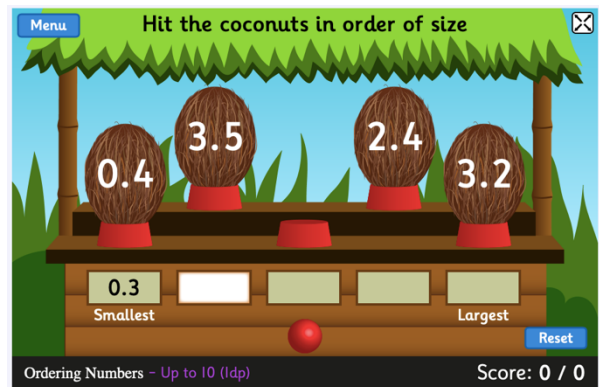 Menu
Hit the coconuts in order of size
3.5
2.4
0.4
3.2
0.3
Smallest
Largest
Reset
Ordering Numbers - Up to 10 (1dp)
Score: 0 / 0